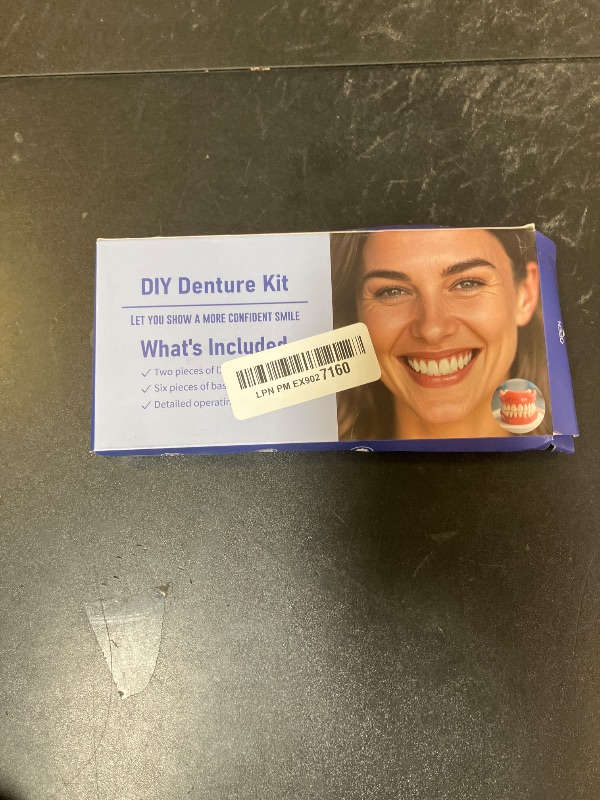 DIY Denture Kit
LET YOU SHOW A MORE CONFIDENT SMILE
What's Included
✓ Two pieces of
✓ Six pieces of
✓ Detailed
LPN PM EX902 7160
OPEN